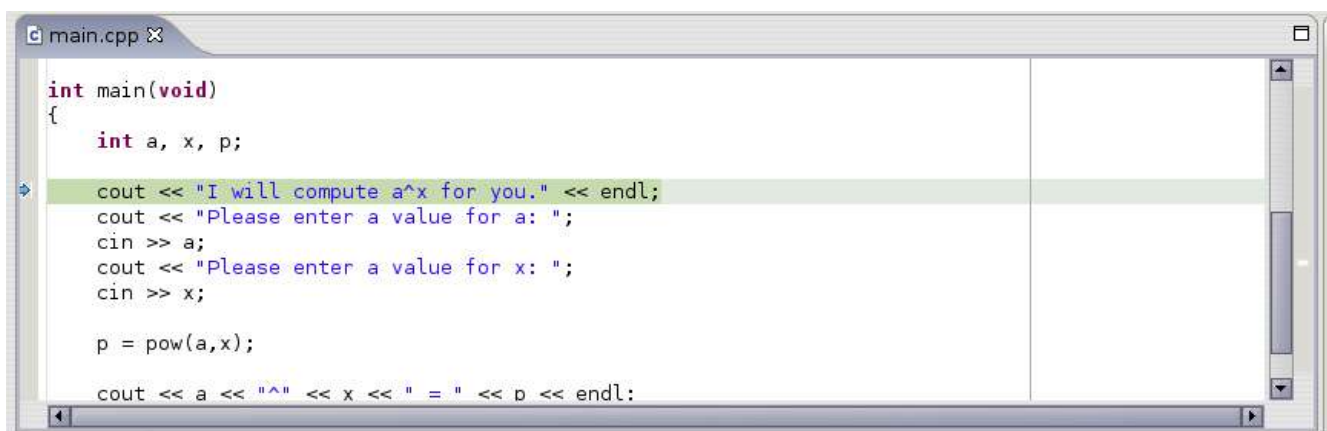 main.cpp
int main(void)
{
    int a, x, p;
    cout << "I will compute a^x for you." << endl;
    cout << "Please enter a value for a: ";
    cin >> a;
    cout << "Please enter a value for x: ";
    cin >> x;
    p = pow(a,x);
    cout << a << "^" << x << " = " << p << endl;